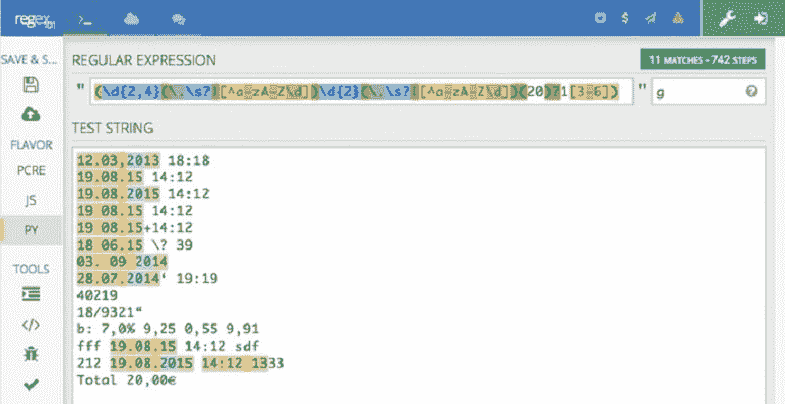 regex 101
SAVE & S...
REGULAR EXPRESSION
11 MATCHES - 742 STEPS
" (\d{2,4}(\.\s?|[^a-zA-Z\d])\d{2}(\.\s?|[^a-zA-Z\d])(20)?1[3-6]) " g
FLAVOR
PCRE
JS
PY
TOOLS
TEST STRING
12.03,2013 18:18
19.08.15 14:12
19.08.2015 14:12
19 08.15 14:12
19 08.15+14:12
18 06.15 \? 39
03. 09 2014
28.07.2014‘ 19:19
40219
18/9321“
b: 7,0% 9,25 0,55 9,91
fff 19.08.15 14:12 sdf
212 19.08.2015 14:12 1333
Total 20,00€